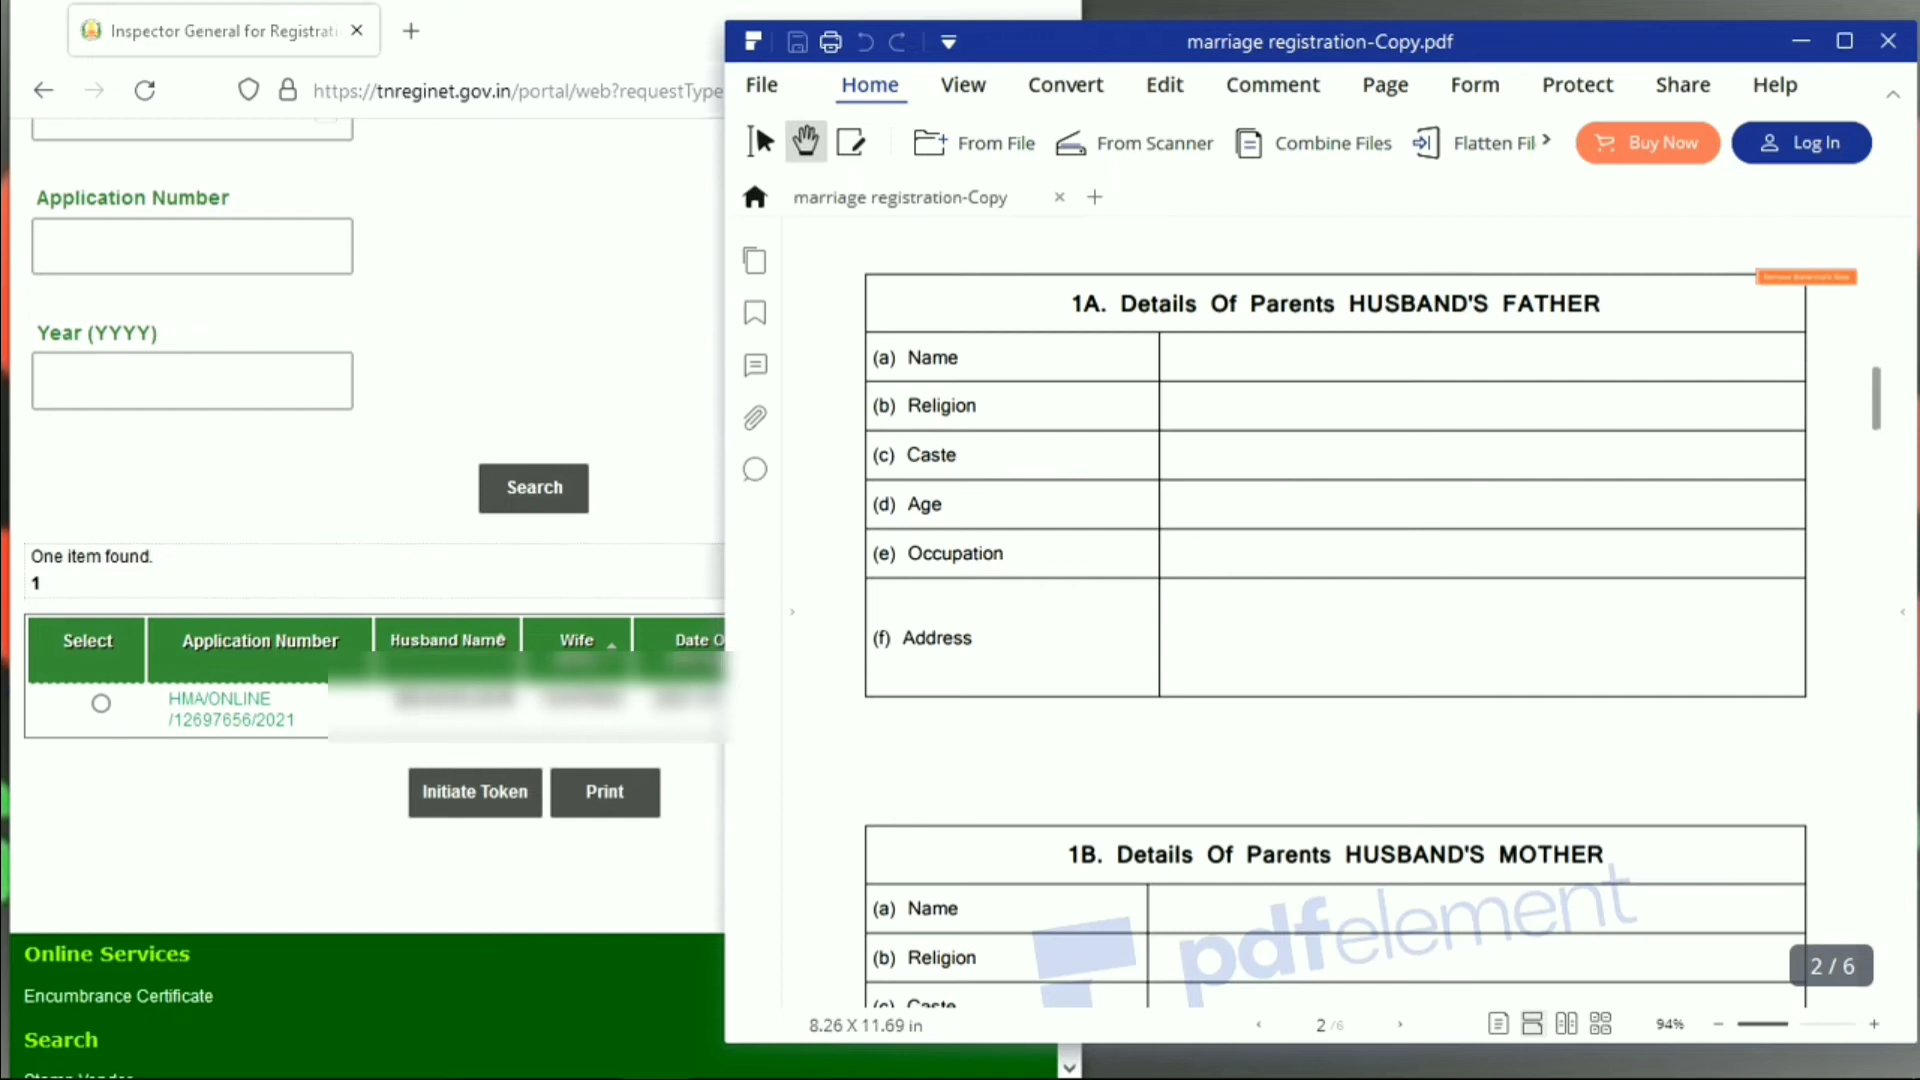 Inspector General for Registrati
https://tnreginet.gov.in/portal/web?requestType
Application Number
Year (YYYY)
Search
One item found.
1
Select Application Number Husband Name Wife Date O
HMA/ONLINE
/12697656/2021
Initiate Token Print
Online Services
Encumbrance Certificate
Search
marriage registration-Copy.pdf
File Home View Convert Edit Comment Page Form Protect Share Help
From File From Scanner Combine Files Flatten Fil Buy Now Log In
marriage registration-Copy
1A. Details Of Parents HUSBAND'S FATHER
(a) Name
(b) Religion
(c) Caste
(d) Age
(e) Occupation
(f) Address
1B. Details Of Parents HUSBAND'S MOTHER
(a) Name
(b) Religion
(c) Caste
pdfelement
2 / 6
8.26 X 11.69 in 2 /6 94%